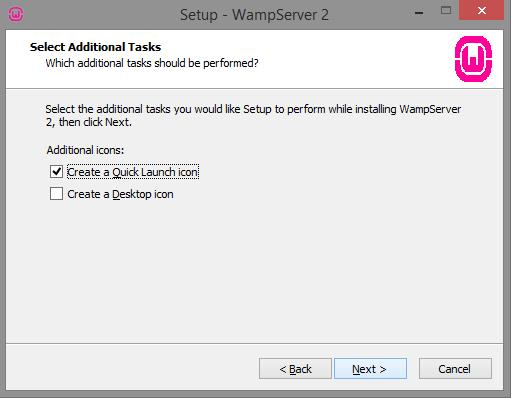 Setup - WampServer 2
Select Additional Tasks
Which additional tasks should be performed?
Select the additional tasks you would like Setup to perform while installing WampServer
2, then click Next.
Additional icons:
Create a Quick Launch icon
Create a Desktop icon
< Back
Next >
Cancel